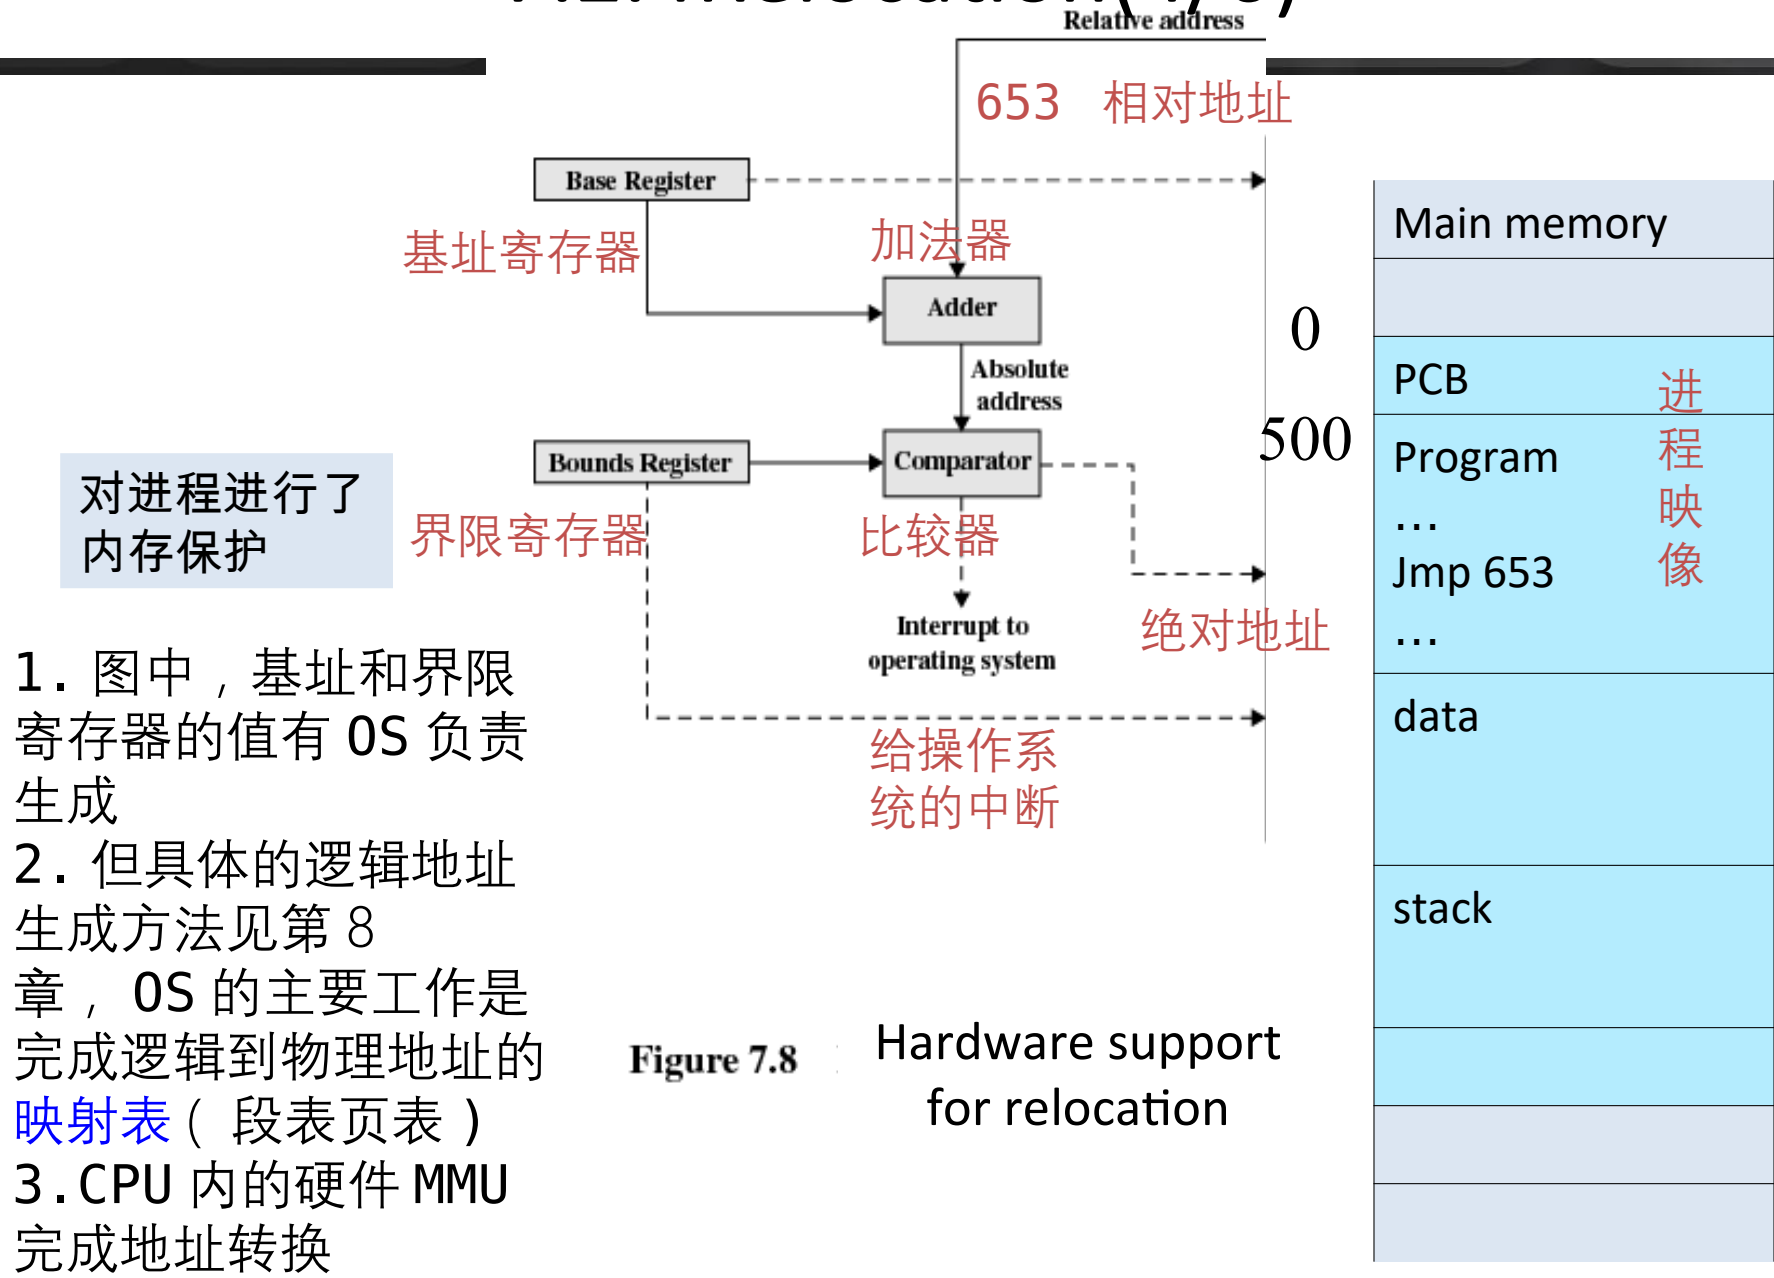 Relative address
653 相对地址
Base Register
基址寄存器
加法器
Adder
Absolute
address
Bounds Register
Comparator
界限寄存器
比较器
Interrupt to
operating system
绝对地址
给操作系
统的中断
0
500
Main memory
PCB
Program
…
Jmp 653
…
data
stack
进
程
映
像
对进程进行了
内存保护
1. 图中，基址和界限
寄存器的值有 OS 负责
生成
2. 但具体的逻辑地址
生成方法见第 8
章， OS 的主要工作是
完成逻辑到物理地址的
映射表（ 段表页表 )
3.CPU 内的硬件 MMU
完成地址转换
Figure 7.8
Hardware support
for relocation